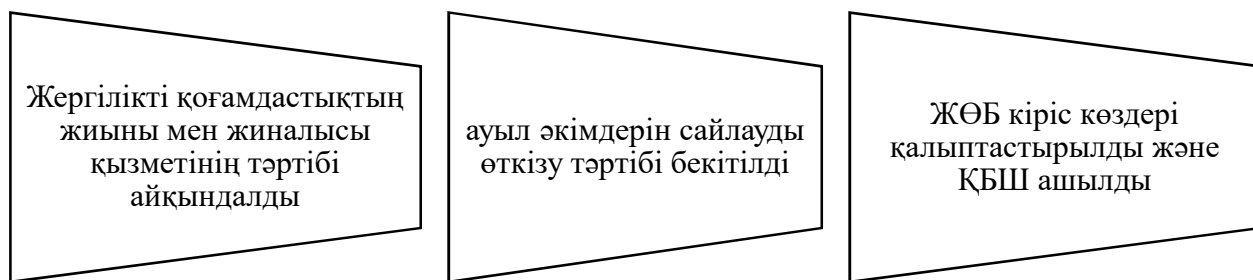 Жергілікті қоғамдастықтың
жиыны мен жиналысы
қызметінің тәртібі
айқындалды
ауыл әкімдерін сайлауды
өткізу тәртібі бекітілді
ЖӨБ кіріс көздері
қалыптастырылды және
ҚБШ ашылды